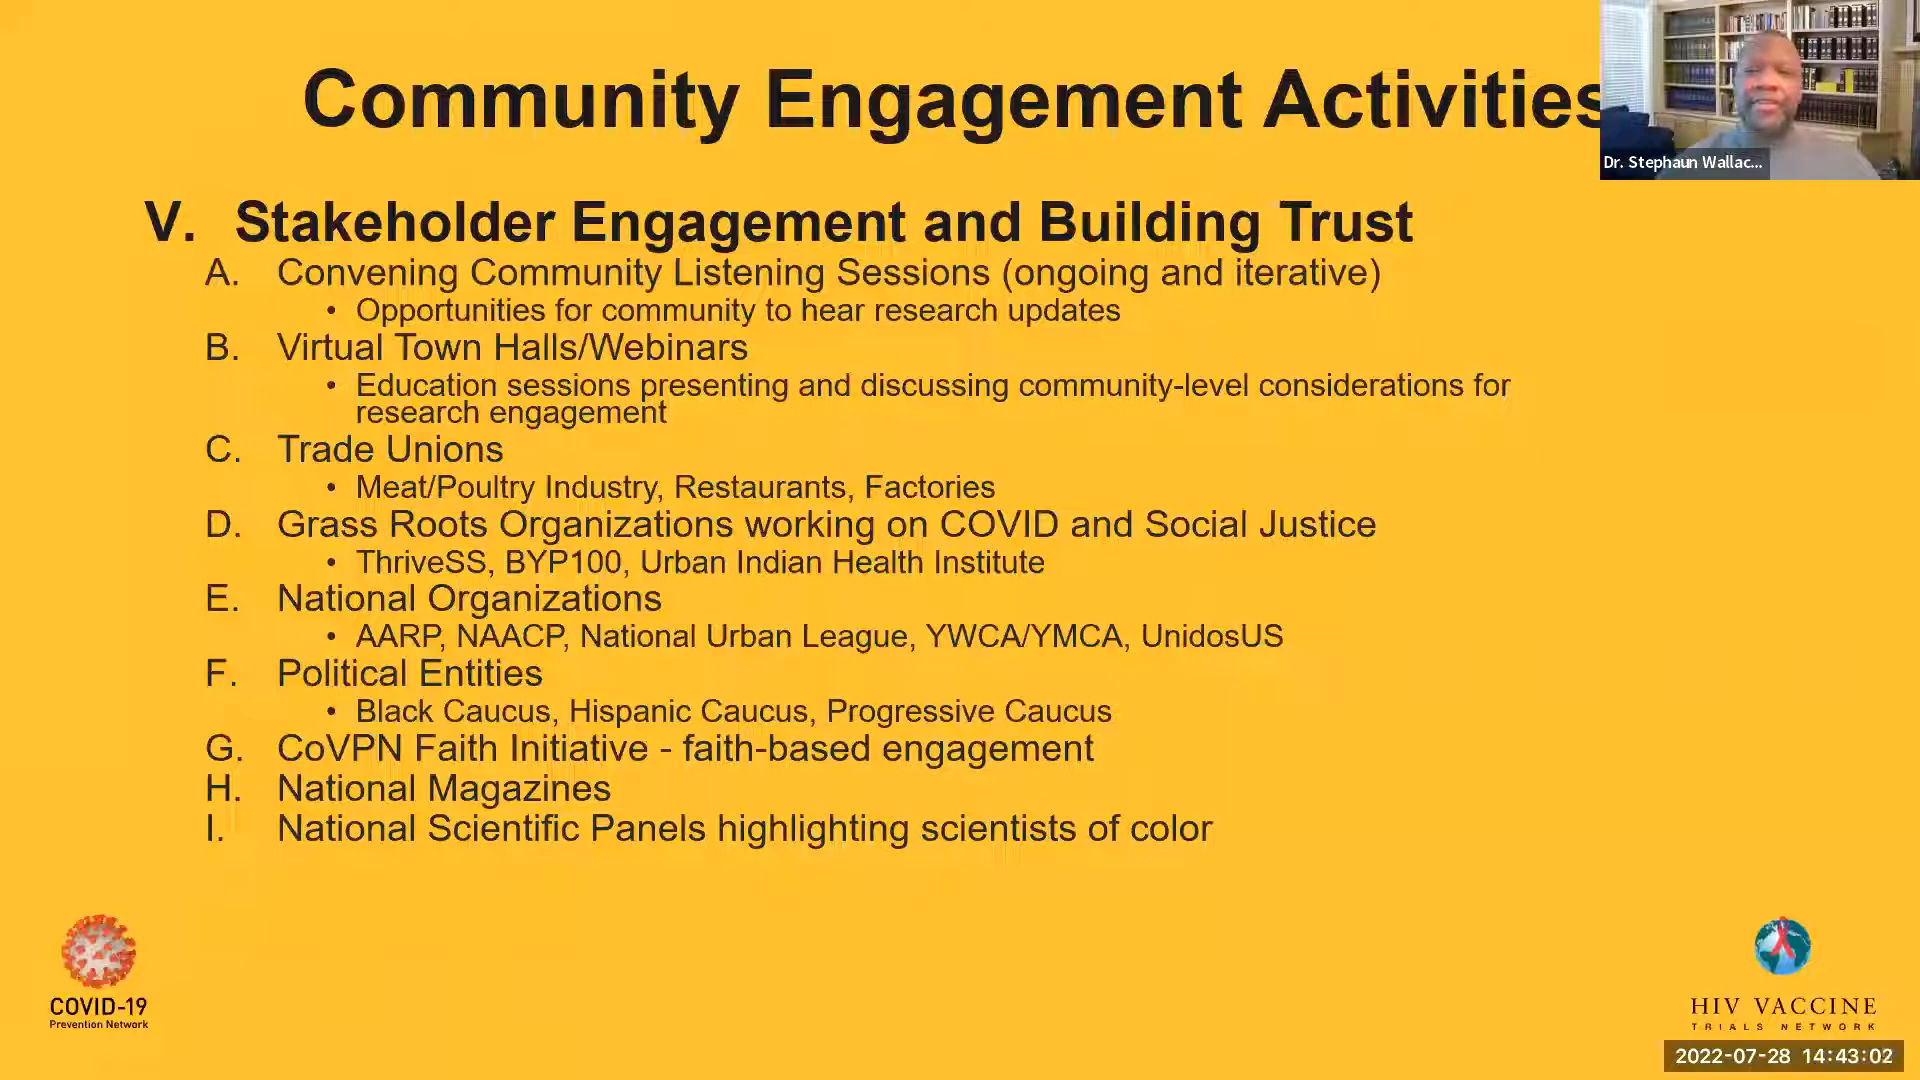 Community Engagement Activities
Dr. Stephaun Wallac...
V. Stakeholder Engagement and Building Trust
A. Convening Community Listening Sessions (ongoing and iterative)
• Opportunities for community to hear research updates
B. Virtual Town Halls/Webinars
• Education sessions presenting and discussing community-level considerations for
research engagement
C. Trade Unions
• Meat/Poultry Industry, Restaurants, Factories
D. Grass Roots Organizations working on COVID and Social Justice
• ThriveSS, BYP100, Urban Indian Health Institute
E. National Organizations
• AARP, NAACP, National Urban League, YWCA/YMCA, UnidosUS
F. Political Entities
• Black Caucus, Hispanic Caucus, Progressive Caucus
G. CoVPN Faith Initiative - faith-based engagement
H. National Magazines
I. National Scientific Panels highlighting scientists of color
COVID-19
Prevention Network
HIV VACCINE
TRIALS NETWORK
2022-07-28 14:43:02